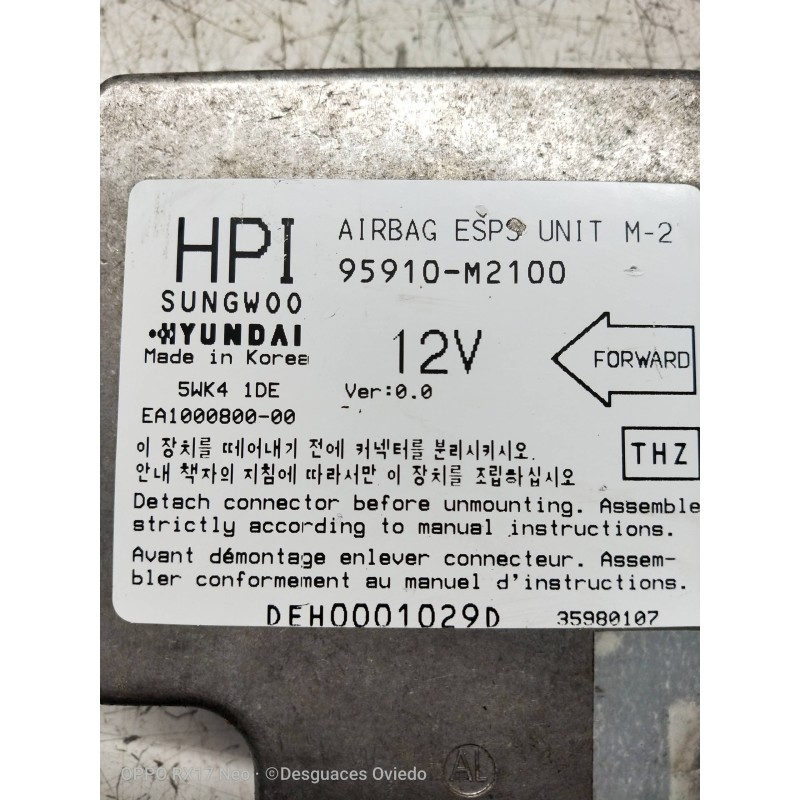 HPI
AIRBAG EŠPS UNIT M-2
95910-M2100
SUNGWOO
HYUNDAI
Made in Korea
12V
FORWARD
5WK4 1DE
Ver:0.0
EA1000800-00
THZ
이 장치를 떼어내기 전에 커넥터를 분리시키시오.
안내 책자의 지침에 따라서만 이 장치를 조립하십시오
Detach connector before unmounting. Assemble
strictly according to manual instructions.
Avant démontage enlever connecteur. Assem-
bler conformement au manuel d'instructions.
DEH0001029D
35980107
AL
©Desguaces Oviedo